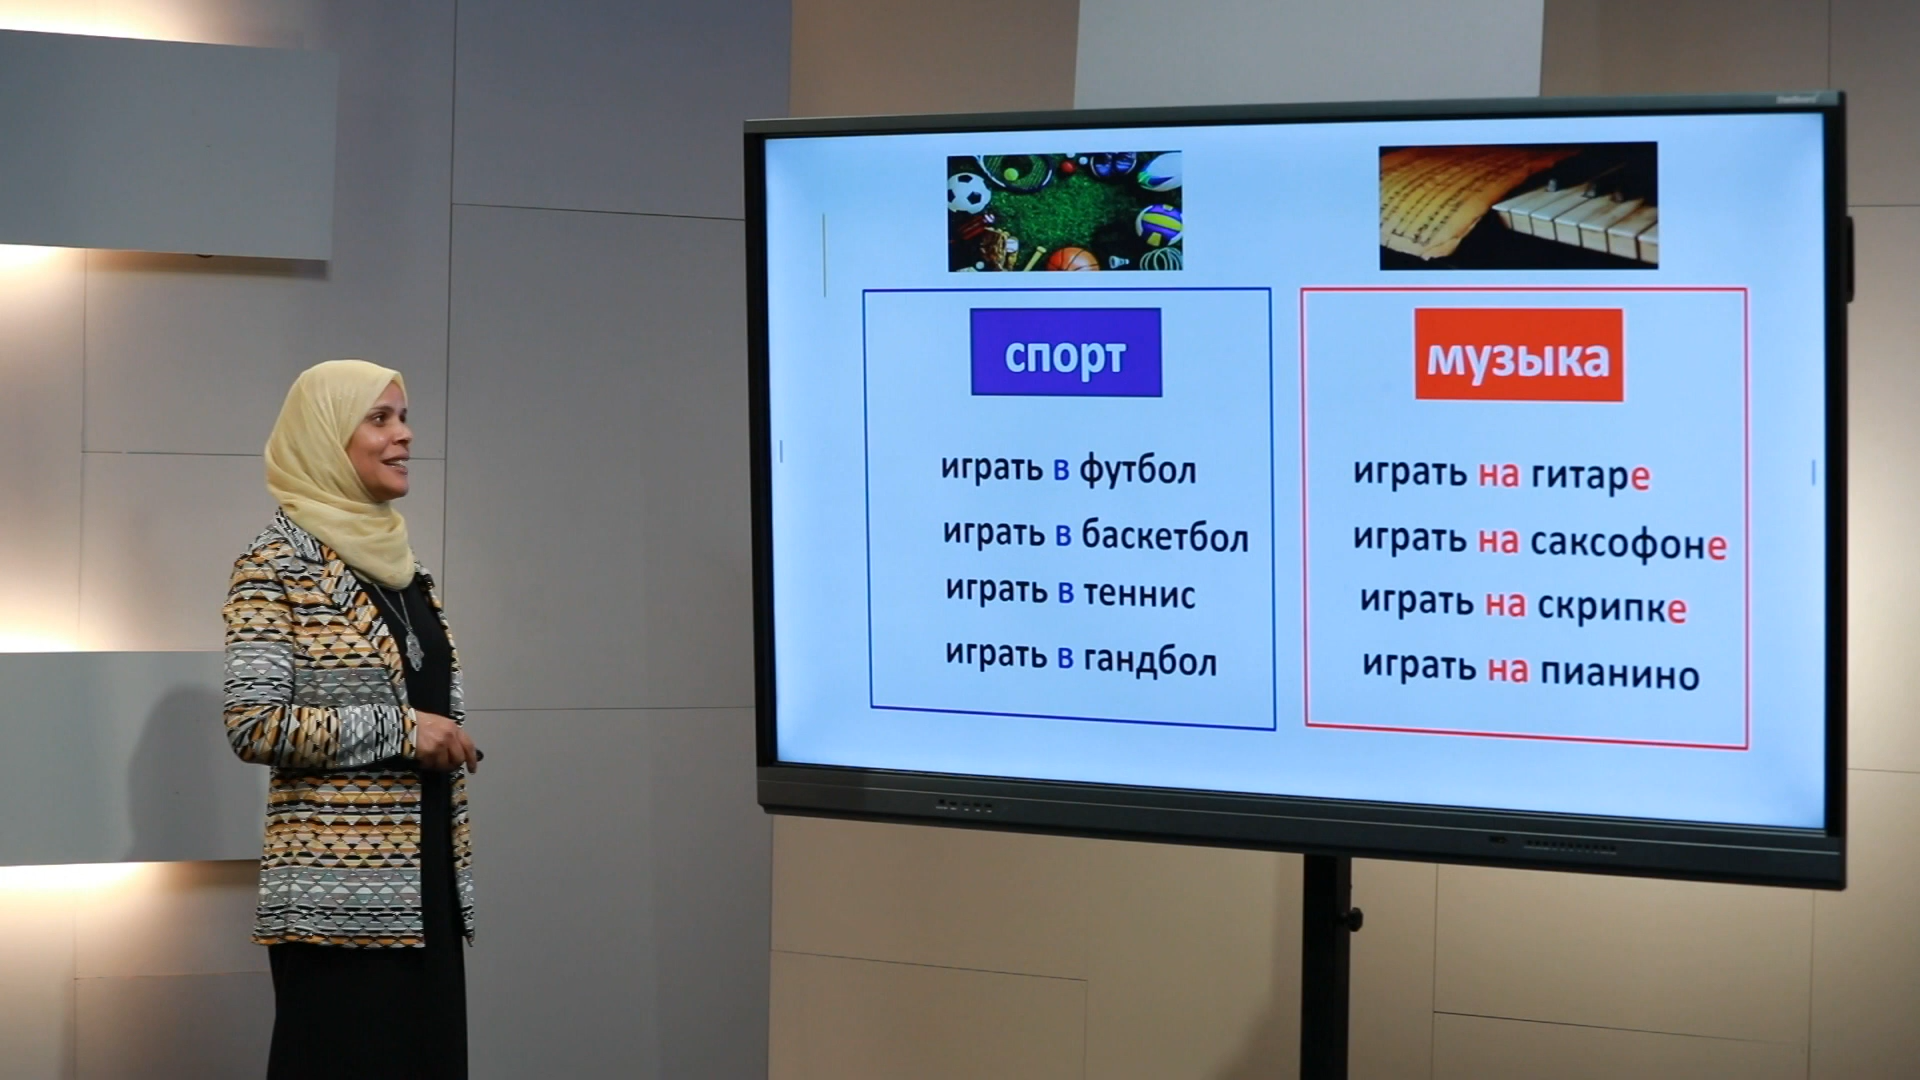 спорт
играть в футбол
играть в баскетбол
играть в теннис
играть в гандбол
музыка
играть на гитаре
играть на саксофоне
играть на скрипке
играть на пианино